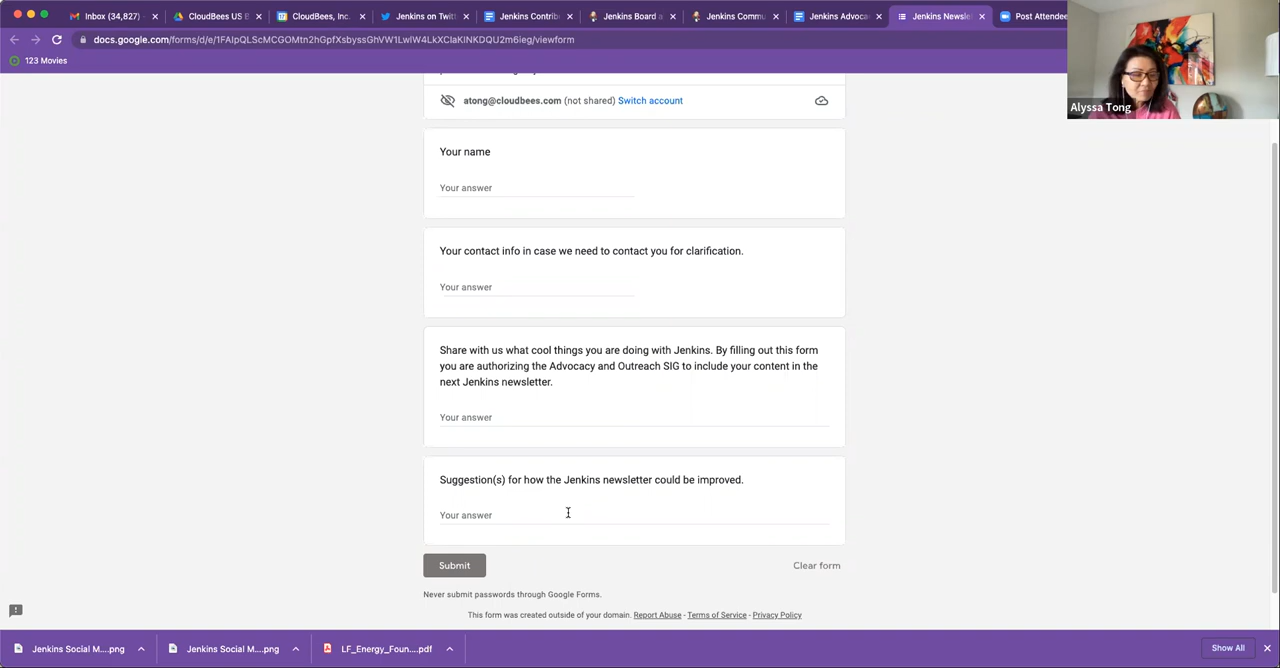 Inbox (34,827)
CloudBees US B
CloudBees, Inc.
Jenkins on Twitt
Jenkins Contrib
Jenkins Board a
Jenkins Commu
Jenkins Advoca
Jenkins Newsle
Post Attendee
docs.google.com/forms/d/e/1FAIpQLScMCGOMtn2hGpfXsbyssGhVW1LwlW4LkXClaKlNKDQU2m6ieg/viewform
123 Movies
Alyssa Tong
atong@cloudbees.com (not shared) Switch account
Your name
Your answer
Your contact info in case we need to contact you for clarification.
Your answer
Share with us what cool things you are doing with Jenkins. By filling out this form
you are authorizing the Advocacy and Outreach SIG to include your content in the
next Jenkins newsletter.
Your answer
Suggestion(s) for how the Jenkins newsletter could be improved.
Your answer
Submit
Clear form
Never submit passwords through Google Forms.
This form was created outside of your domain. Report Abuse - Terms of Service - Privacy Policy
Jenkins Social M....png
Jenkins Social M....png
LF_Energy_Foun....pdf
Show All